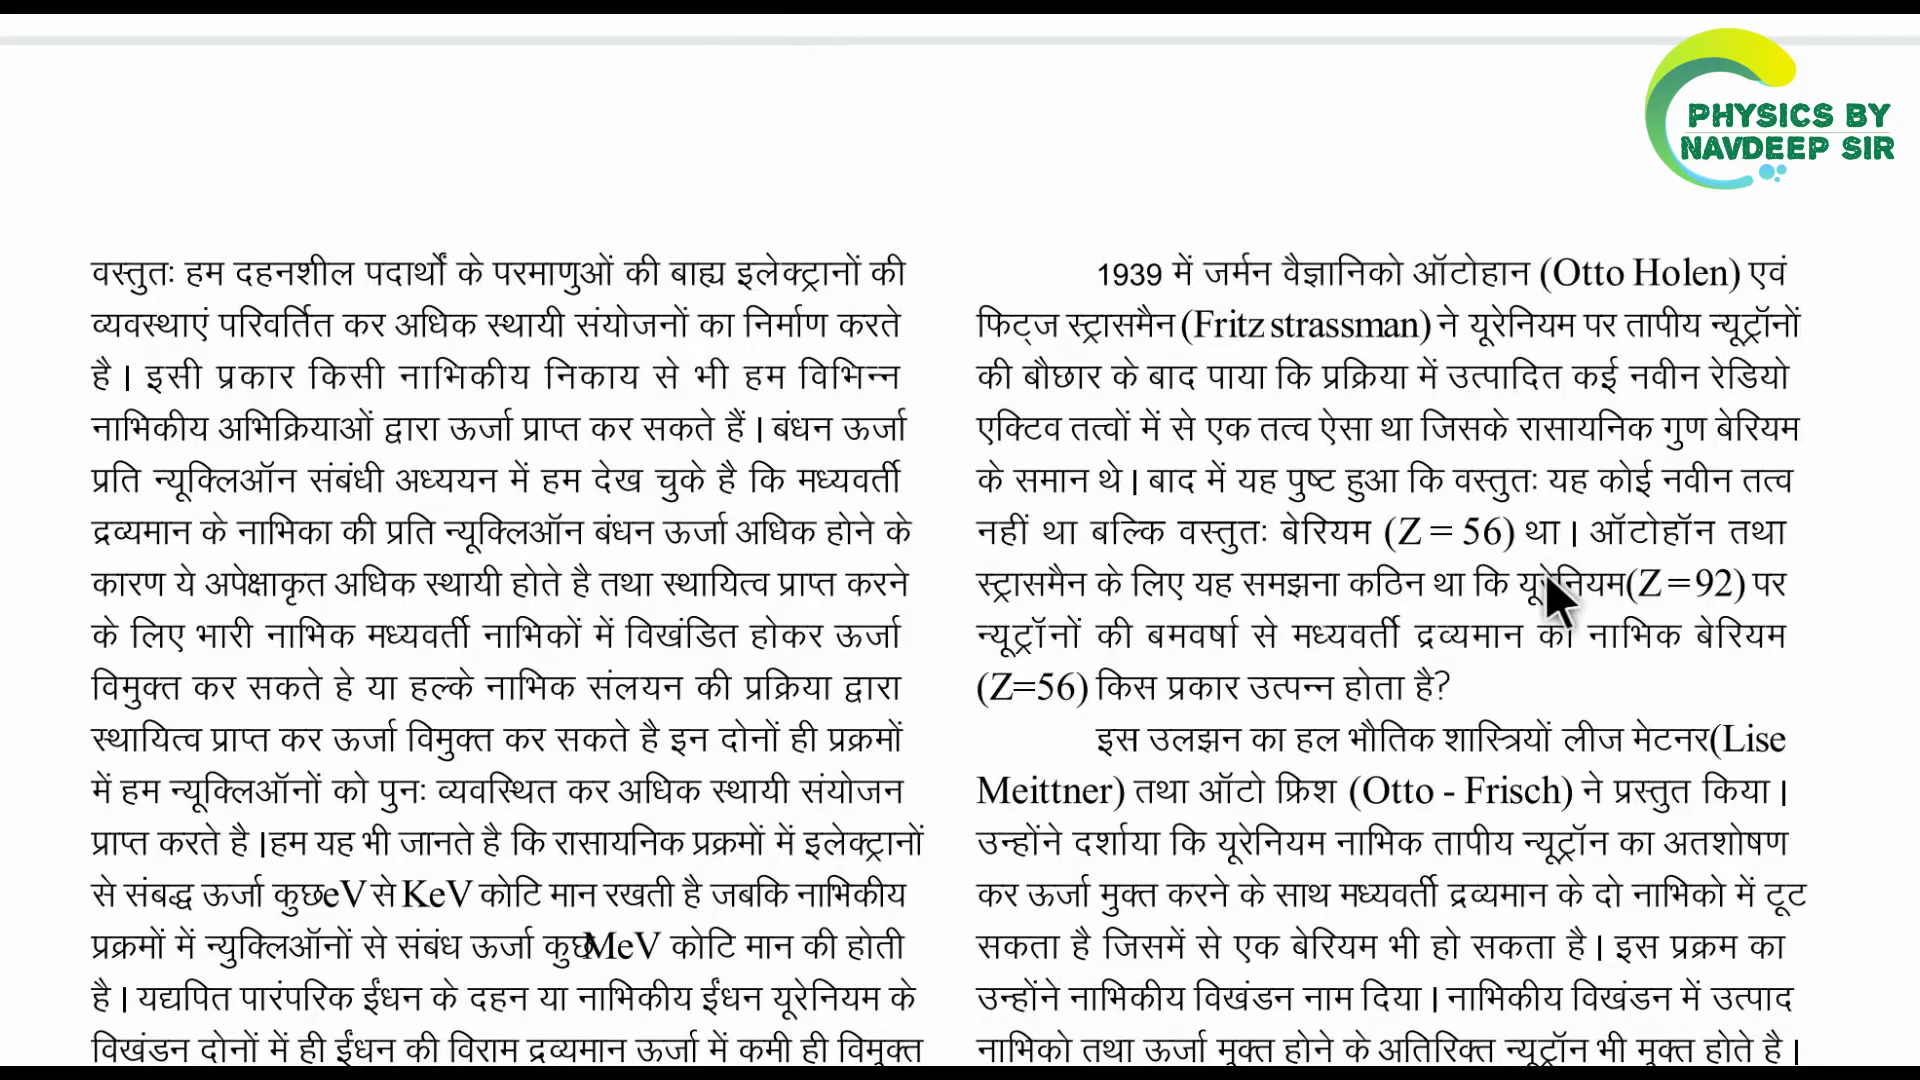 PHYSICS BY
NAVDEEP SIR
वस्तुतः हम दहनशील पदार्थों के परमाणुओं की बाह्य इलेक्ट्रानों की
व्यवस्थाएं परिवर्तित कर अधिक स्थायी संयोजनों का निर्माण करते
है। इसी प्रकार किसी नाभिकीय निकाय से भी हम विभिन्न
नाभिकीय अभिक्रियाओं द्वारा ऊर्जा प्राप्त कर सकते हैं। बंधन ऊर्जा
प्रति न्यूक्लिऑन संबंधी अध्ययन में हम देख चुके है कि मध्यवर्ती
द्रव्यमान के नाभिका की प्रति न्यूक्लिऑन बंधन ऊर्जा अधिक होने के
कारण ये अपेक्षाकृत अधिक स्थायी होते है तथा स्थायित्व प्राप्त करने
के लिए भारी नाभिक मध्यवर्ती नाभिकों में विखंडित होकर ऊर्जा
विमुक्त कर सकते हे या हल्के नाभिक संलयन की प्रक्रिया द्वारा
स्थायित्व प्राप्त कर ऊर्जा विमुक्त कर सकते है इन दोनों ही प्रक्रमों
में हम न्यूक्लिऑनों को पुनः व्यवस्थित कर अधिक स्थायी संयोजन
प्राप्त करते है।हम यह भी जानते है कि रासायनिक प्रक्रमों में इलेक्ट्रानों
से संबद्ध ऊर्जा कुछeV से KeV कोटि मान रखती है जबकि नाभिकीय
प्रक्रमों में न्युक्लिऑनों से संबंध ऊर्जा कुछMeV कोटि मान की होती
है। यद्यपित पारंपरिक ईंधन के दहन या नाभिकीय ईंधन यूरेनियम के
विखंडन दोनों में ही ईंधन की विराम द्रव्यमान ऊर्जा में कमी ही विमुक्त
1939 में जर्मन वैज्ञानिको ऑटोहान (Otto Holen) एवं
फिट्ज स्ट्रासमैन (Fritz strassman) ने यूरेनियम पर तापीय न्यूट्रॉनों
की बौछार के बाद पाया कि प्रक्रिया में उत्पादित कई नवीन रेडियो
एक्टिव तत्वों में से एक तत्व ऐसा था जिसके रासायनिक गुण बेरियम
के समान थे। बाद में यह पुष्ट हुआ कि वस्तुतः यह कोई नवीन तत्व
नहीं था बल्कि वस्तुतः बेरियम (Z = 56) था। ऑटोहॉन तथा
स्ट्रासमैन के लिए यह समझना कठिन था कि यूरेनियम(Z = 92) पर
न्यूट्रॉनों की बमवर्षा से मध्यवर्ती द्रव्यमान का नाभिक बेरियम
(Z=56) किस प्रकार उत्पन्न होता है?
इस उलझन का हल भौतिक शास्त्रियों लीज मेटनर(Lise
Meittner) तथा ऑटो फ्रिश (Otto - Frisch) ने प्रस्तुत किया।
उन्होंने दर्शाया कि यूरेनियम नाभिक तापीय न्यूट्रॉन का अतशोषण
कर ऊर्जा मुक्त करने के साथ मध्यवर्ती द्रव्यमान के दो नाभिको में टूट
सकता है जिसमें से एक बेरियम भी हो सकता है। इस प्रक्रम का
उन्होंने नाभिकीय विखंडन नाम दिया। नाभिकीय विखंडन में उत्पाद
नाभिको तथा ऊर्जा मुक्त होने के अतिरिक्त न्यूट्रॉन भी मुक्त होते है।